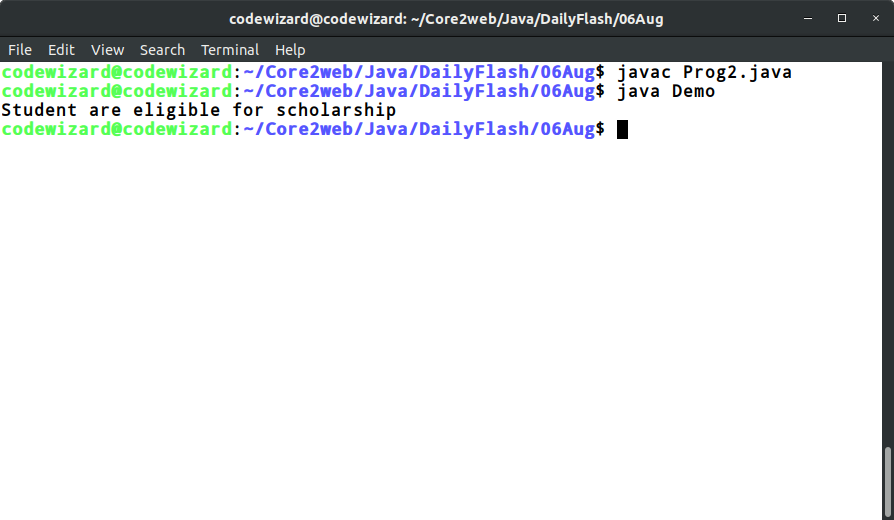 codewizard@codewizard: ~/Core2web/Java/DailyFlash/06Aug
File Edit View Search Terminal Help
codewizard@codewizard:~/Core2web/Java/DailyFlash/06Aug$ javac Prog2.java
codewizard@codewizard:~/Core2web/Java/DailyFlash/06Aug$ java Demo
Student are eligible for scholarship
codewizard@codewizard:~/Core2web/Java/DailyFlash/06Aug$